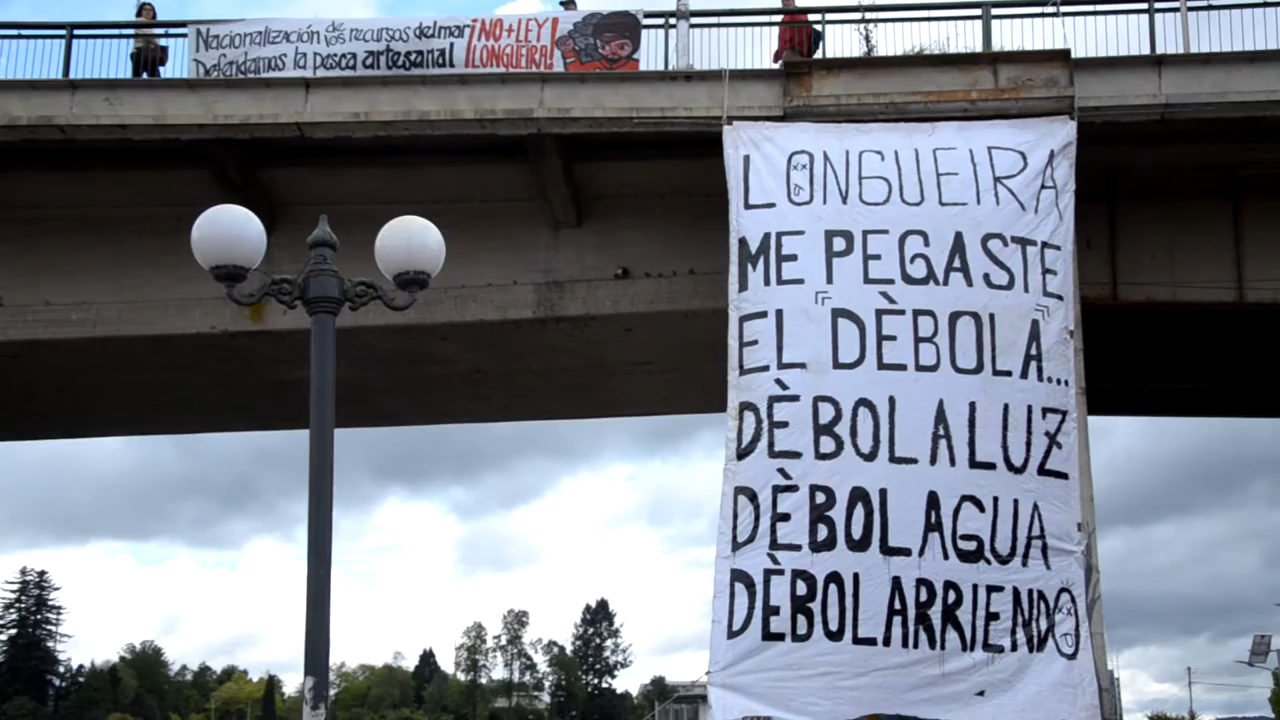 Nacionalización de los recursos del mar
Defendamos la pesca artesanal
¡NO+LEY
LONGUEIRA!
LONGUEIRA
ME PEGASTE
EL "DÈBOLA"...
DÈBOLALUZ
DÈBOLAGUA
DÈBOLARRIENDO